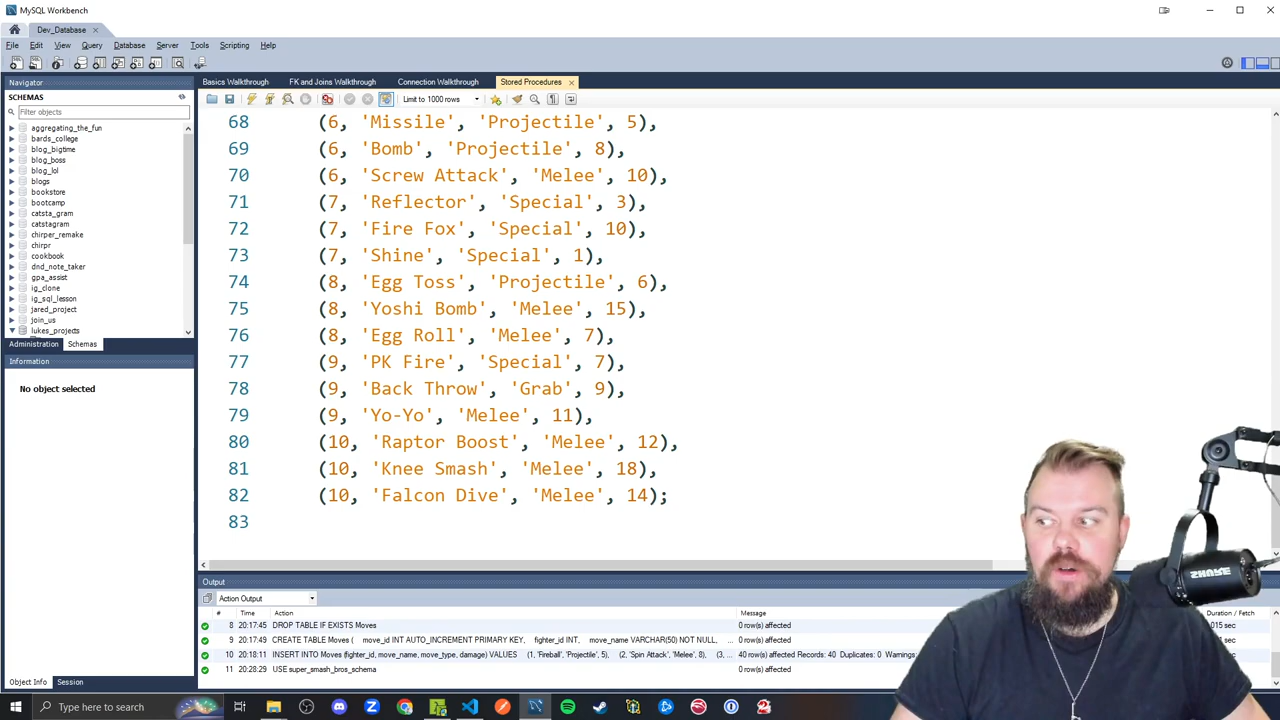 MySQL Workbench
Dev_Database
File Edit View Query Database Server Tools Scripting Help
Navigator
SCHEMAS
Filter objects
aggregating_the_fun
bards_college
blog_bigtime
blog_boss
blog_lol
blogs
bookstore
bootcamp
catsta_gram
catstagram
chirper_remake
chirpr
cookbook
dnd_note_taker
gpa_assist
ig_clone
ig_sql_lesson
jared_project
join_us
lukes_projects
Administration Schemas
Information
No object selected
Object Info Session
Basics Walkthrough FK and Joins Walkthrough Connection Walkthrough Stored Procedures
Limit to 1000 rows
68 (6, 'Missile', 'Projectile', 5),
69 (6, 'Bomb', 'Projectile', 8),
70 (6, 'Screw Attack', 'Melee', 10),
71 (7, 'Reflector', 'Special', 3),
72 (7, 'Fire Fox', 'Special', 10),
73 (7, 'Shine', 'Special', 1),
74 (8, 'Egg Toss', 'Projectile', 6),
75 (8, 'Yoshi Bomb', 'Melee', 15),
76 (8, 'Egg Roll', 'Melee', 7),
77 (9, 'PK Fire', 'Special', 7),
78 (9, 'Back Throw', 'Grab', 9),
79 (9, 'Yo-Yo', 'Melee', 11),
80 (10, 'Raptor Boost', 'Melee', 12),
81 (10, 'Knee Smash', 'Melee', 18),
82 (10, 'Falcon Dive', 'Melee', 14);
83
Output
Action Output
# Time Action Message Duration / Fetch
8 20:17:45 DROP TABLE IF EXISTS Moves 0 row(s) affected 015 sec
9 20:17:49 CREATE TABLE Moves ( move_id INT AUTO_INCREMENT PRIMARY KEY, fighter_id INT, move_name VARCHAR(50) NOT NULL, ... 0 row(s) affected sec
10 20:18:11 INSERT INTO Moves (fighter_id, move_name, move_type, damage) VALUES (1, 'Fireball', 'Projectile', 5), (2, 'Spin Attack', 'Melee', 8), (3, ... 40 row(s) affected Records: 40 Duplicates: 0 Warnings: sec
11 20:28:29 USE super_smash_bros_schema 0 row(s) affected sec
Type here to search
SHURE